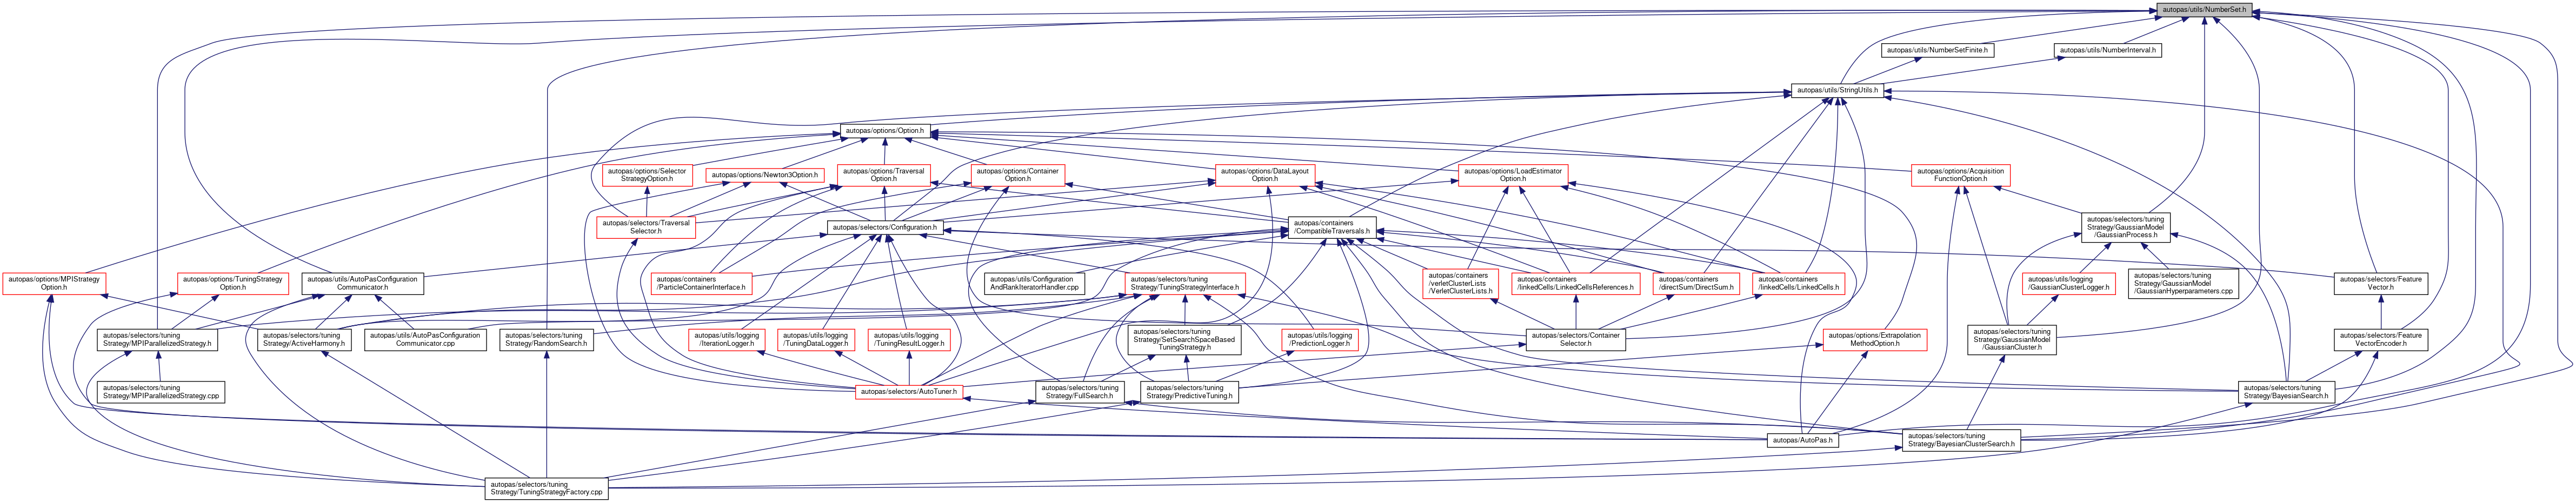 autopas/utils/NumberSet.h
autopas/utils/NumberSetFinite.h
autopas/utils/NumberInterval.h
autopas/utils/StringUtils.h
autopas/options/Option.h
autopas/options/Selector
StrategyOption.h
autopas/options/Newton3Option.h
autopas/options/Traversal
Option.h
autopas/options/Container
Option.h
autopas/options/DataLayout
Option.h
autopas/options/LoadEstimator
Option.h
autopas/options/Acquisition
FunctionOption.h
autopas/selectors/Traversal
Selector.h
autopas/selectors/Configuration.h
autopas/containers
/CompatibleTraversals.h
autopas/selectors/tuning
Strategy/GaussianModel
/GaussianProcess.h
autopas/options/MPIStrategy
Option.h
autopas/options/TuningStrategy
Option.h
autopas/utils/AutoPasConfiguration
Communicator.h
autopas/containers
/ParticleContainerInterface.h
autopas/utils/Configuration
AndRankIteratorHandler.cpp
autopas/selectors/tuning
Strategy/TuningStrategyInterface.h
autopas/containers
/verletClusterLists
/VerletClusterLists.h
autopas/containers
/linkedCells/LinkedCellsReferences.h
autopas/containers
/directSum/DirectSum.h
autopas/containers
/linkedCells/LinkedCells.h
autopas/utils/logging
/GaussianClusterLogger.h
autopas/selectors/tuning
Strategy/GaussianModel
/GaussianHyperparameters.cpp
autopas/selectors/Feature
Vector.h
autopas/selectors/tuning
Strategy/MPIParallelizedStrategy.h
autopas/selectors/tuning
Strategy/ActiveHarmony.h
autopas/utils/AutoPasConfiguration
Communicator.cpp
autopas/selectors/tuning
Strategy/RandomSearch.h
autopas/utils/logging
/IterationLogger.h
autopas/utils/logging
/TuningDataLogger.h
autopas/utils/logging
/TuningResultLogger.h
autopas/selectors/tuning
Strategy/SetSearchSpaceBased
TuningStrategy.h
autopas/utils/logging
/PredictionLogger.h
autopas/selectors/Container
Selector.h
autopas/options/Extrapolation
MethodOption.h
autopas/selectors/tuning
Strategy/GaussianModel
/GaussianCluster.h
autopas/selectors/Feature
VectorEncoder.h
autopas/selectors/tuning
Strategy/MPIParallelizedStrategy.cpp
autopas/selectors/AutoTuner.h
autopas/selectors/tuning
Strategy/FullSearch.h
autopas/selectors/tuning
Strategy/PredictiveTuning.h
autopas/selectors/tuning
Strategy/BayesianSearch.h
autopas/AutoPas.h
autopas/selectors/tuning
Strategy/BayesianClusterSearch.h
autopas/selectors/tuning
Strategy/TuningStrategyFactory.cpp